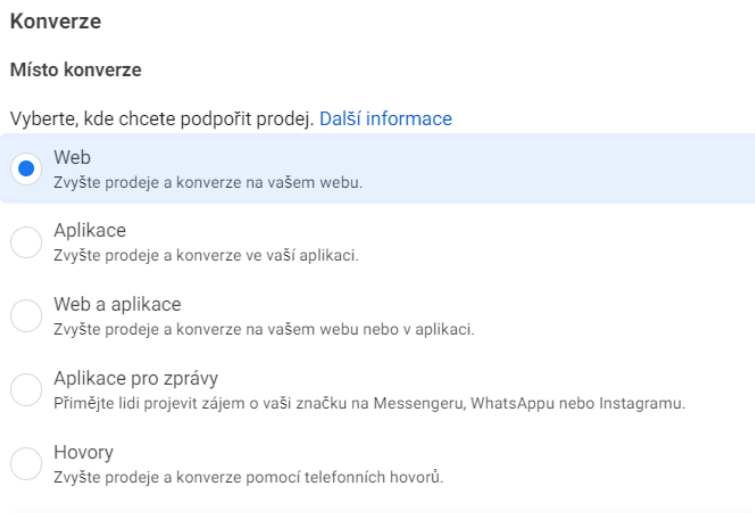 Konverze
Místo konverze
Vyberte, kde chcete podpořit prodej. Další informace
Web
Zvyšte prodeje a konverze na vašem webu.
Aplikace
Zvyšte prodeje a konverze ve vaší aplikaci.
Web a aplikace
Zvyšte prodeje a konverze na vašem webu nebo v aplikaci.
Aplikace pro zprávy
Přimějte lidi projevit zájem o vaši značku na Messengeru, WhatsAppu nebo Instagramu.
Hovory
Zvyšte prodeje a konverze pomocí telefonních hovorů.